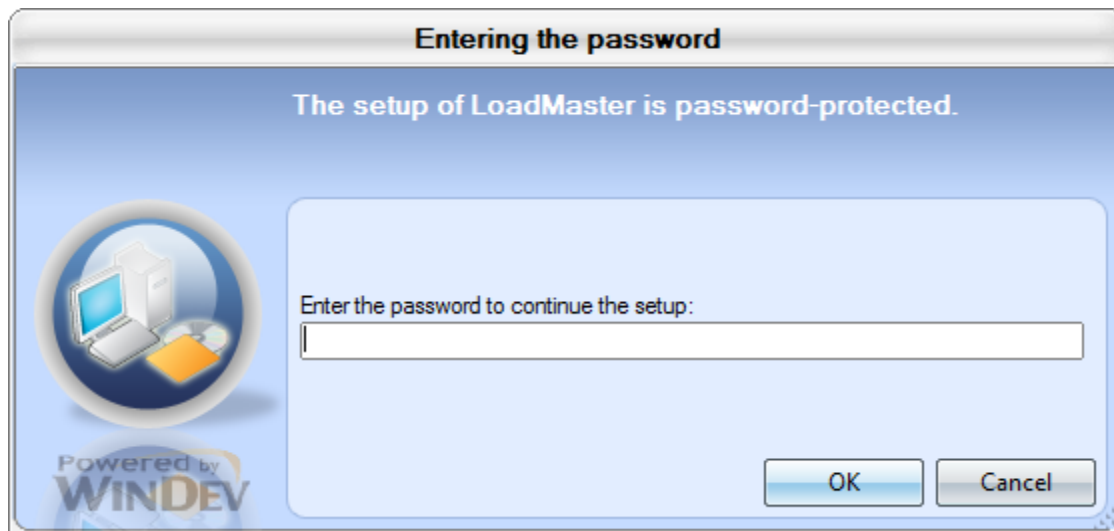 Entering the password
The setup of LoadMaster is password-protected.
Enter the password to continue the setup:
Powered by
WINDEV
OK
Cancel